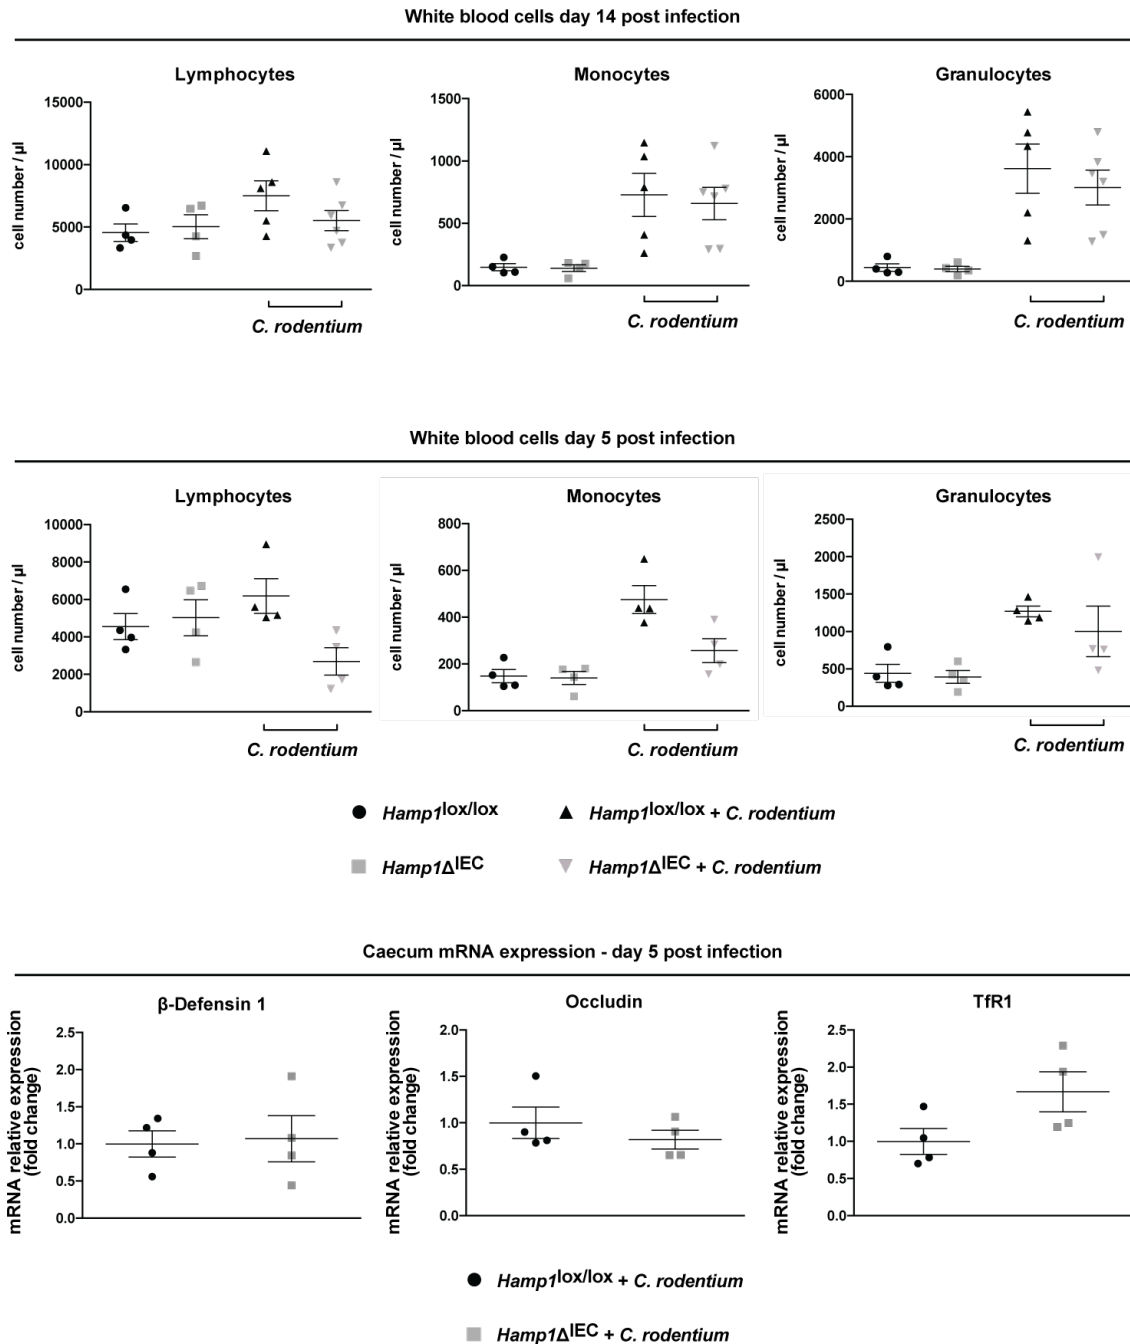 White blood cells day 14 post infection
Lymphocytes
Monocytes
Granulocytes
cell number / µl
15000
10000
5000
0
C. rodentium
cell number / µl
1500
1000
500
0
C. rodentium
cell number / µl
6000
4000
2000
0
C. rodentium
White blood cells day 5 post infection
Lymphocytes
Monocytes
Granulocytes
cell number / µl
10000
8000
6000
4000
2000
0
C. rodentium
cell number / µl
800
600
400
200
0
C. rodentium
cell number / µl
2500
2000
1500
1000
500
0
C. rodentium
Hamp1lox/lox
Hamp1lox/lox + C. rodentium
Hamp1ΔIEC
Hamp1ΔIEC + C. rodentium
Caecum mRNA expression - day 5 post infection
β-Defensin 1
Occludin
TfR1
mRNA relative expression
(fold change)
2.5
2.0
1.5
1.0
0.5
0.0
mRNA relative expression
(fold change)
2.0
1.5
1.0
0.5
0.0
mRNA relative expression
(fold change)
2.5
2.0
1.5
1.0
0.5
0.0
Hamp1lox/lox + C. rodentium
Hamp1ΔIEC + C. rodentium